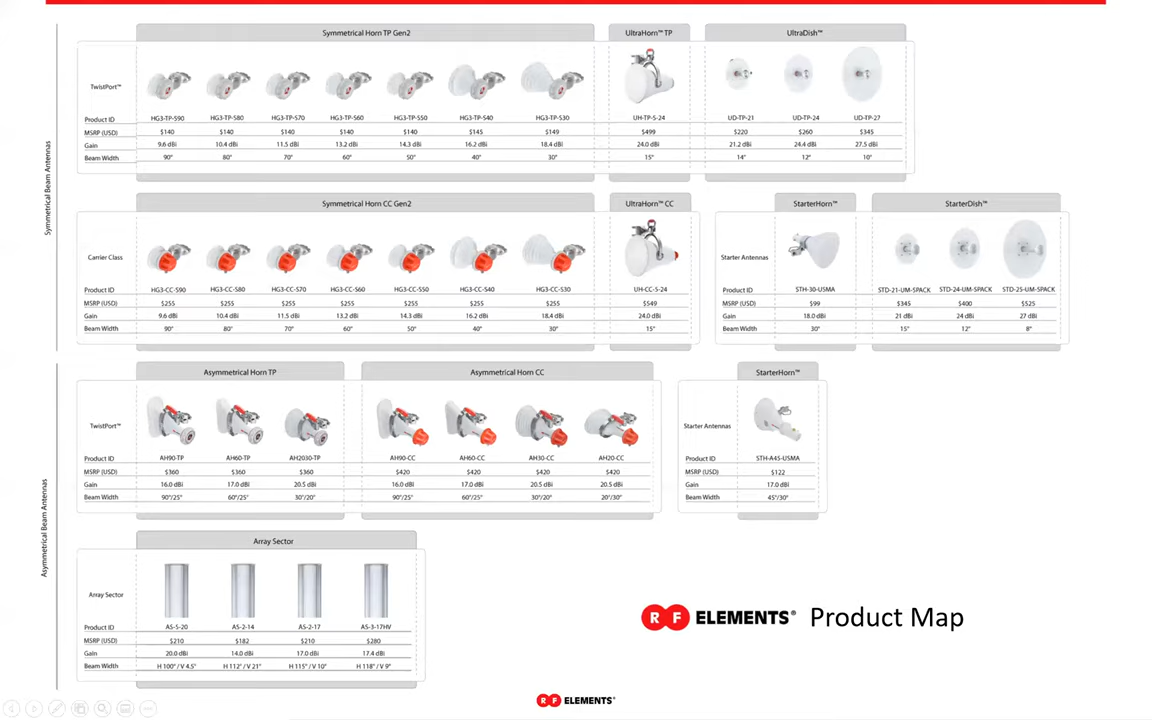 Symmetrical Horn TP Gen2 UltraHorn™ TP UltraDish™
TwistPort™
Product ID HG3-TP-S90 HG3-TP-S80 HG3-TP-S70 HG3-TP-S60 HG3-TP-S50 HG3-TP-S40 HG3-TP-S30 UH-TP-5-24 UD-TP-21 UD-TP-24 UD-TP-27
MSRP (USD) $140 $140 $140 $140 $140 $145 $149 $499 $220 $260 $345
Gain 9.6 dBi 10.4 dBi 11.5 dBi 13.2 dBi 14.3 dBi 16.2 dBi 18.4 dBi 24.0 dBi 21.2 dBi 24.4 dBi 27.5 dBi
Beam Width 90° 80° 70° 60° 50° 40° 30° 15° 14° 12° 10°
Symmetrical Beam Antennas
Symmetrical Horn CC Gen2 UltraHorn™ CC StarterHorn™ StarterDish™
Carrier Class Starter Antennas
Product ID HG3-CC-S90 HG3-CC-S80 HG3-CC-S70 HG3-CC-S60 HG3-CC-S50 HG3-CC-S40 HG3-CC-S30 UH-CC-5-24 Product ID STH-30-USMA STD-21-UM-5PACK STD-24-UM-5PACK STD-25-UM-5PACK
MSRP (USD) $255 $255 $255 $255 $255 $255 $255 $549 MSRP (USD) $99 $345 $400 $525
Gain 9.6 dBi 10.4 dBi 11.5 dBi 13.2 dBi 14.3 dBi 16.2 dBi 18.4 dBi 24.0 dBi Gain 18.0 dBi 21 dBi 24 dBi 27 dBi
Beam Width 90° 80° 70° 60° 50° 40° 30° 15° Beam Width 30° 15° 12° 8°
Asymmetrical Horn TP Asymmetrical Horn CC StarterHorn™
TwistPort™ Starter Antennas
Product ID AH90-TP AH60-TP AH2030-TP AH90-CC AH60-CC AH30-CC AH20-CC Product ID STH-A45-USMA
MSRP (USD) $360 $360 $360 $420 $420 $420 $420 MSRP (USD) $122
Gain 16.0 dBi 17.0 dBi 20.5 dBi 16.0 dBi 17.0 dBi 20.5 dBi 20.5 dBi Gain 17.0 dBi
Beam Width 90°/25° 60°/25° 30°/20° 90°/25° 60°/25° 30°/20° 20°/30° Beam Width 45°/30°
Asymmetrical Beam Antennas
Array Sector
Array Sector
Product ID AS-5-20 AS-2-14 AS-2-17 AS-3-17HV
MSRP (USD) $210 $182 $210 $280
Gain 20.0 dBi 14.0 dBi 17.0 dBi 17.4 dBi
Beam Width H 100° / V 4.5° H 112° / V 21° H 115° / V 10° H 118° / V 9°
RF ELEMENTS® Product Map
RF ELEMENTS®